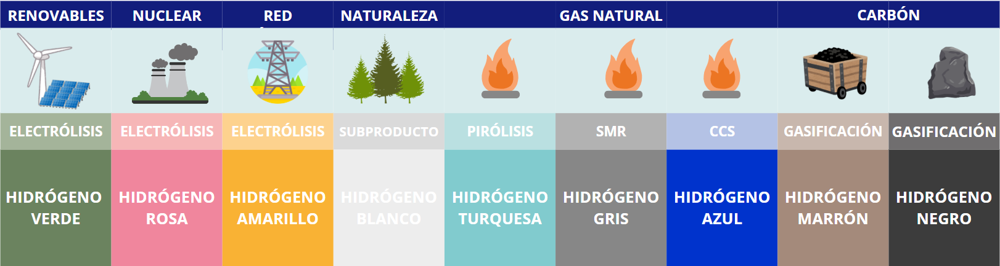 RENOVABLES NUCLEAR RED NATURALEZA GAS NATURAL CARBÓN
ELECTRÓLISIS ELECTRÓLISIS ELECTRÓLISIS SUBPRODUCTO PIRÓLISIS SMR CCS GASIFICACIÓN GASIFICACIÓN
HIDRÓGENO HIDRÓGENO HIDRÓGENO HIDRÓGENO HIDRÓGENO HIDRÓGENO HIDRÓGENO HIDRÓGENO HIDRÓGENO
VERDE ROSA AMARILLO BLANCO TURQUESA GRIS AZUL MARRÓN NEGRO